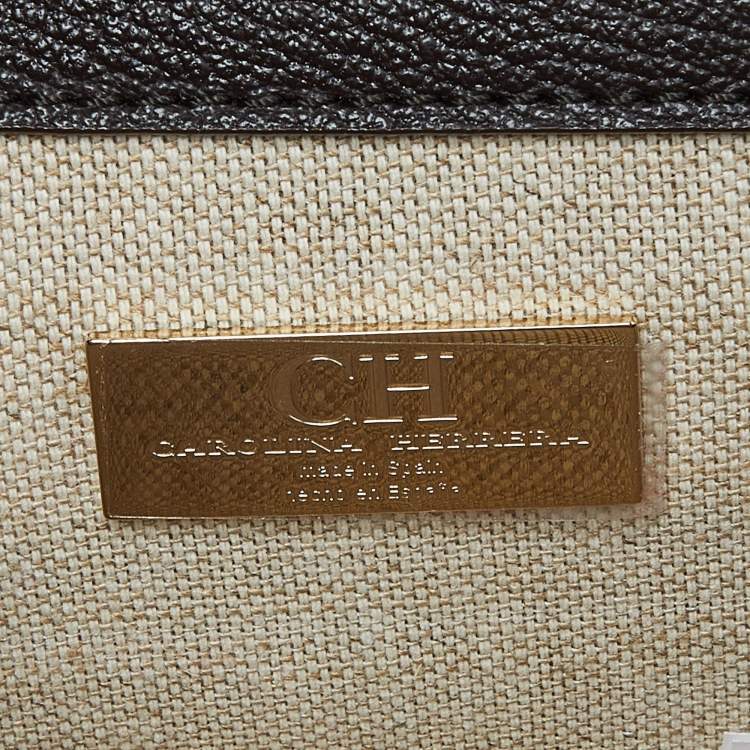 CH
CAROLINA HERRERA
made in Spain
hecho en España